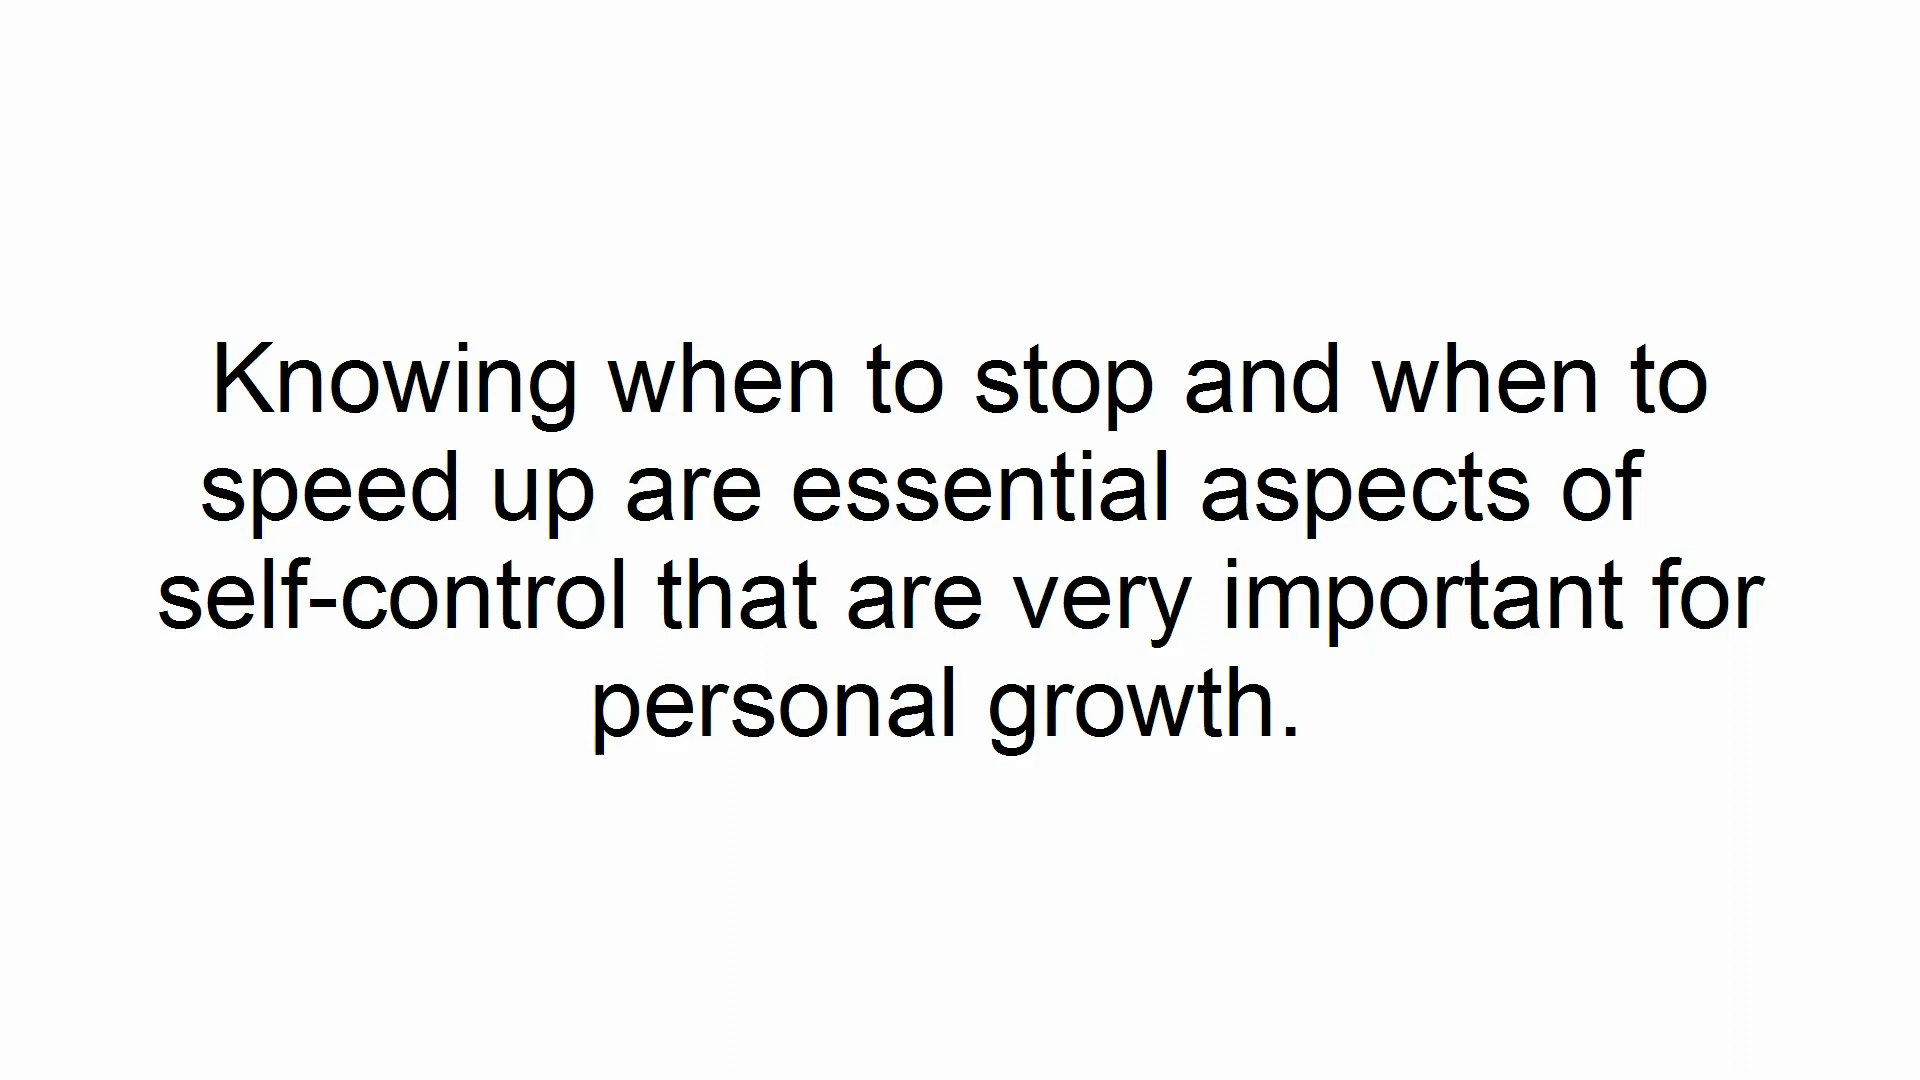 Knowing when to stop and when to
speed up are essential aspects of
self-control that are very important for
personal growth.